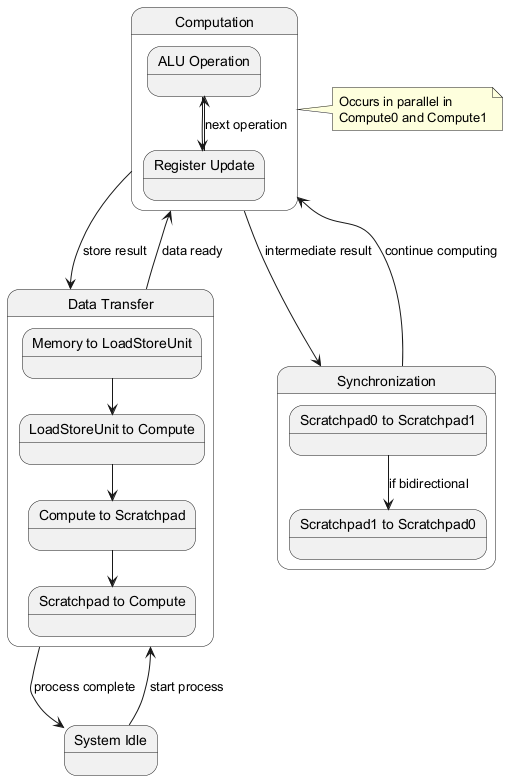 Computation
ALU Operation
next operation
Register Update
Occurs in parallel in
Compute0 and Compute1
store result
data ready
intermediate result
continue computing
Data Transfer
Memory to LoadStoreUnit
LoadStoreUnit to Compute
Compute to Scratchpad
Scratchpad to Compute
Synchronization
Scratchpad0 to Scratchpad1
if bidirectional
Scratchpad1 to Scratchpad0
process complete
start process
System Idle